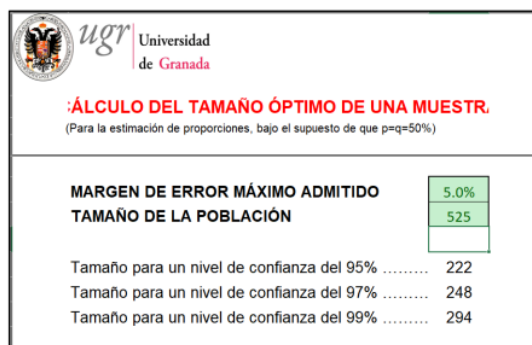 ugr Universidad
de Granada
ÁLCULO DEL TAMAÑO ÓPTIMO DE UNA MUESTR
(Para la estimación de proporciones, bajo el supuesto de que p=q=50%)
MARGEN DE ERROR MÁXIMO ADMITIDO 5.0%
TAMAÑO DE LA POBLACIÓN 525
Tamaño para un nivel de confianza del 95% ......... 222
Tamaño para un nivel de confianza del 97% ......... 248
Tamaño para un nivel de confianza del 99% ......... 294